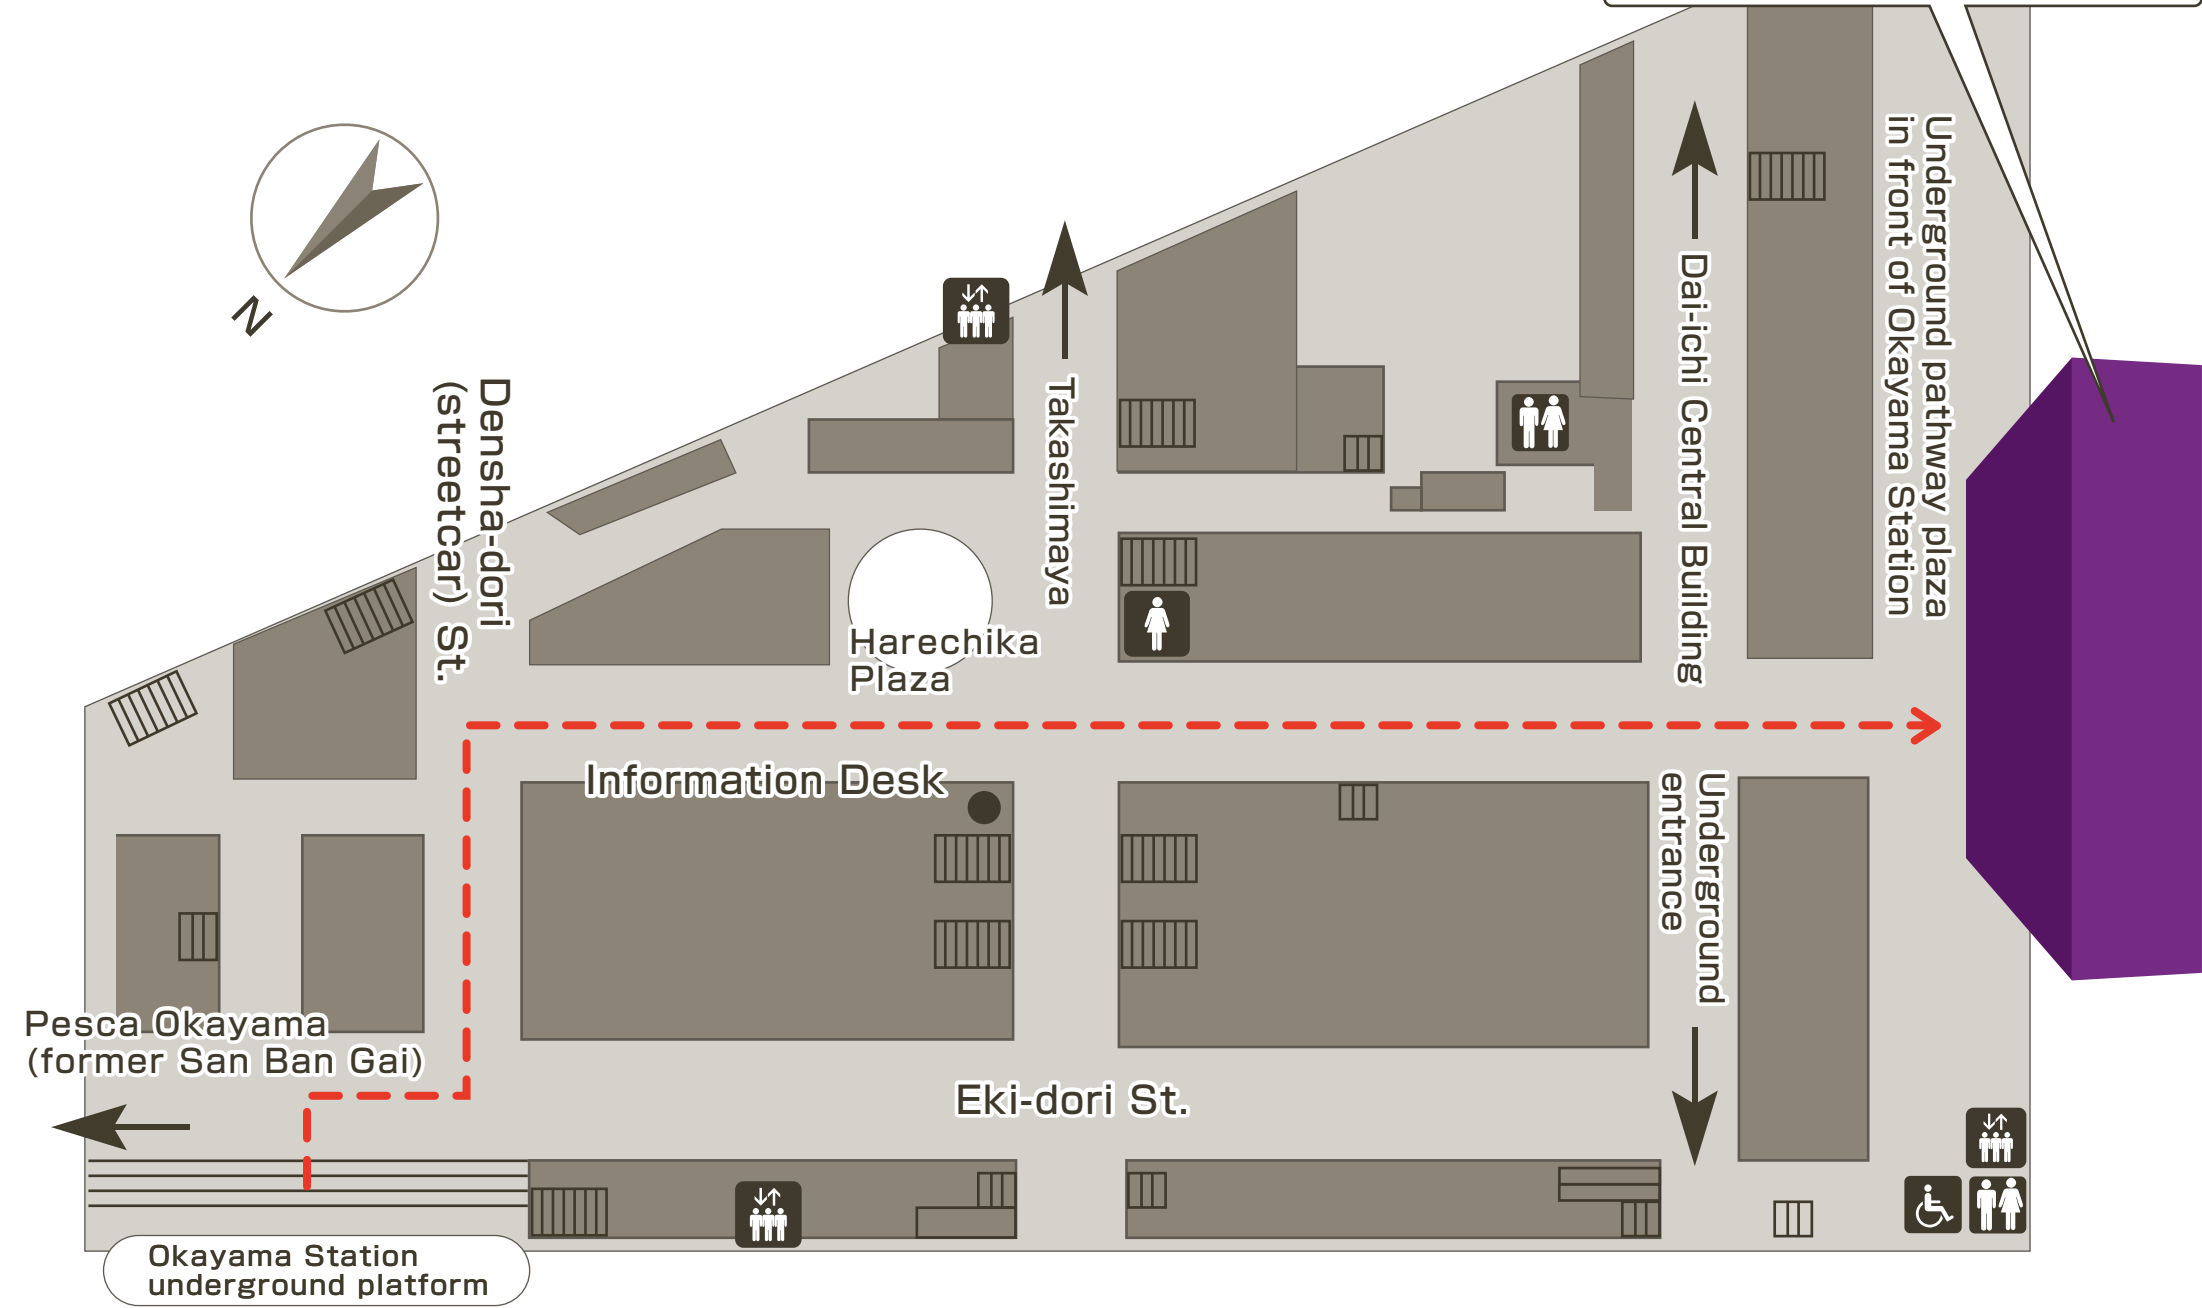 N
Densha-dori
(streetcar) St.
Takashimaya
Dai-ichi Central Building
Underground pathway plaza
in front of Okayama Station
Harechika
Plaza
Information Desk
Underground
entrance
Pesca Okayama
(former San Ban Gai)
Eki-dori St.
Okayama Station
underground platform